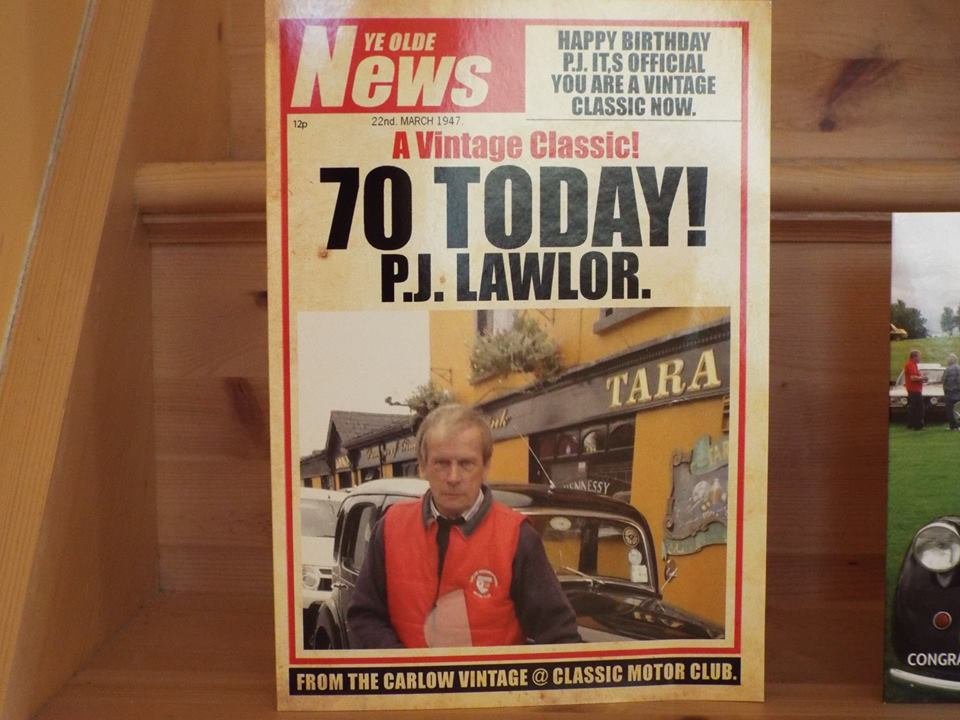 YE OLDE
News
HAPPY BIRTHDAY
P.J. IT,S OFFICIAL
YOU ARE A VINTAGE
CLASSIC NOW.
12p
22nd. MARCH 1947.
A Vintage Classic!
70 TODAY!
P.J. LAWLOR.
TARA
HENNESSY
FROM THE CARLOW VINTAGE @ CLASSIC MOTOR CLUB.
CONGRA